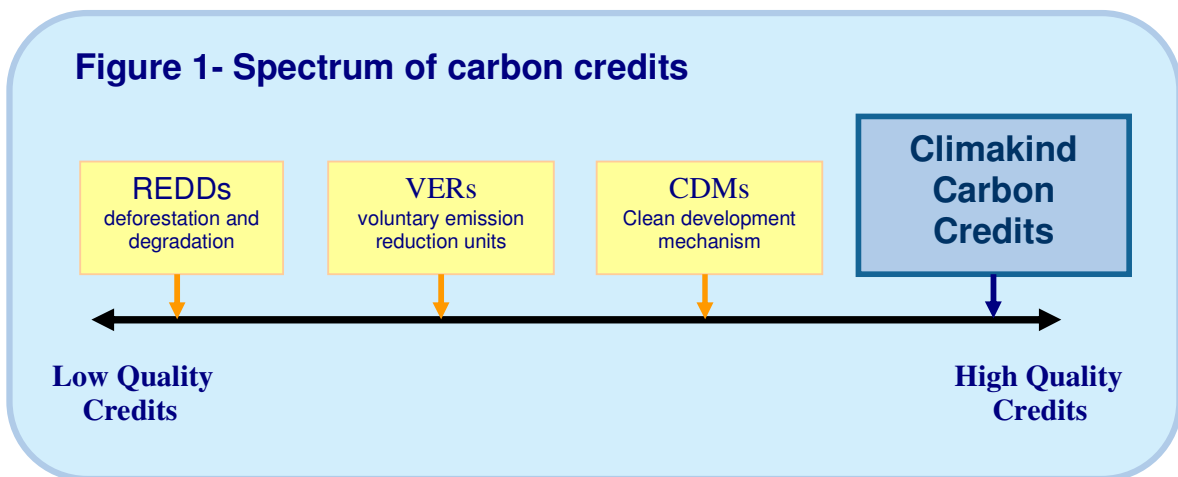 Figure 1- Spectrum of carbon credits
REDDs
deforestation and
degradation
VERs
voluntary emission
reduction units
CDMs
Clean development
mechanism
Climakind
Carbon
Credits
Low Quality
Credits
High Quality
Credits